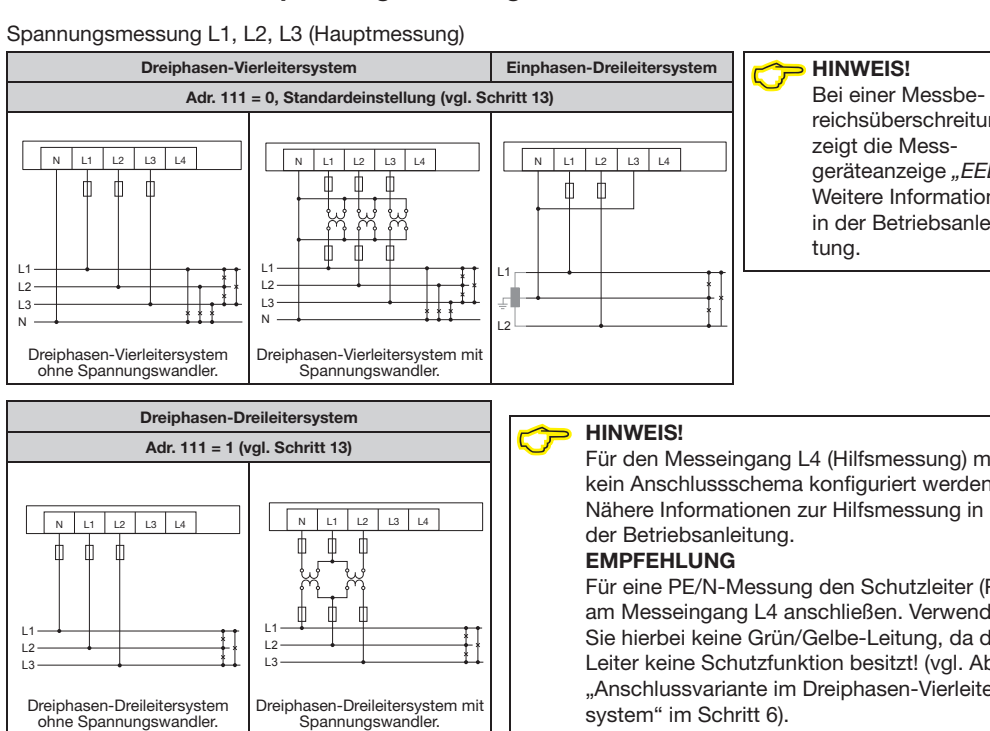 Spannungsmessung L1, L2, L3 (Hauptmessung)
Dreiphasen-Vierleitersystem
Einphasen-Dreileitersystem
Adr. 111 = 0, Standardeinstellung (vgl. Schritt 13)
N L1 L2 L3 L4
L1
L2
L3
N
Dreiphasen-Vierleitersystem
ohne Spannungswandler.
N L1 L2 L3 L4
L1
L2
L3
N
Dreiphasen-Vierleitersystem mit
Spannungswandler.
N L1 L2 L3 L4
L1
L2
HINWEIS!
Bei einer Messbe-
reichsüberschreitun
zeigt die Mess-
geräteanzeige
Weitere Information
in der Betriebsanle
tung.
Dreiphasen-Dreileitersystem
Adr. 111 = 1 (vgl. Schritt 13)
N L1 L2 L3 L4
L1
L2
L3
Dreiphasen-Dreileitersystem
ohne Spannungswandler.
N L1 L2 L3 L4
L1
L2
L3
Dreiphasen-Dreileitersystem mit
Spannungswandler.
HINWEIS!
Für den Messeingang L4 (Hilfsmessung) m
kein Anschlussschema konfiguriert werden
Nähere Informationen zur Hilfsmessung in
der Betriebsanleitung.
EMPFEHLUNG
Für eine PE/N-Messung den Schutzleiter
am Messeingang L4 anschließen. Verwend
Sie hierbei keine Grün/Gelbe-Leitung, da d
Leiter keine Schutzfunktion besitzt! (vgl. Ab
„Anschlussvariante im Dreiphasen-Vierleite
system“ im Schritt 6).